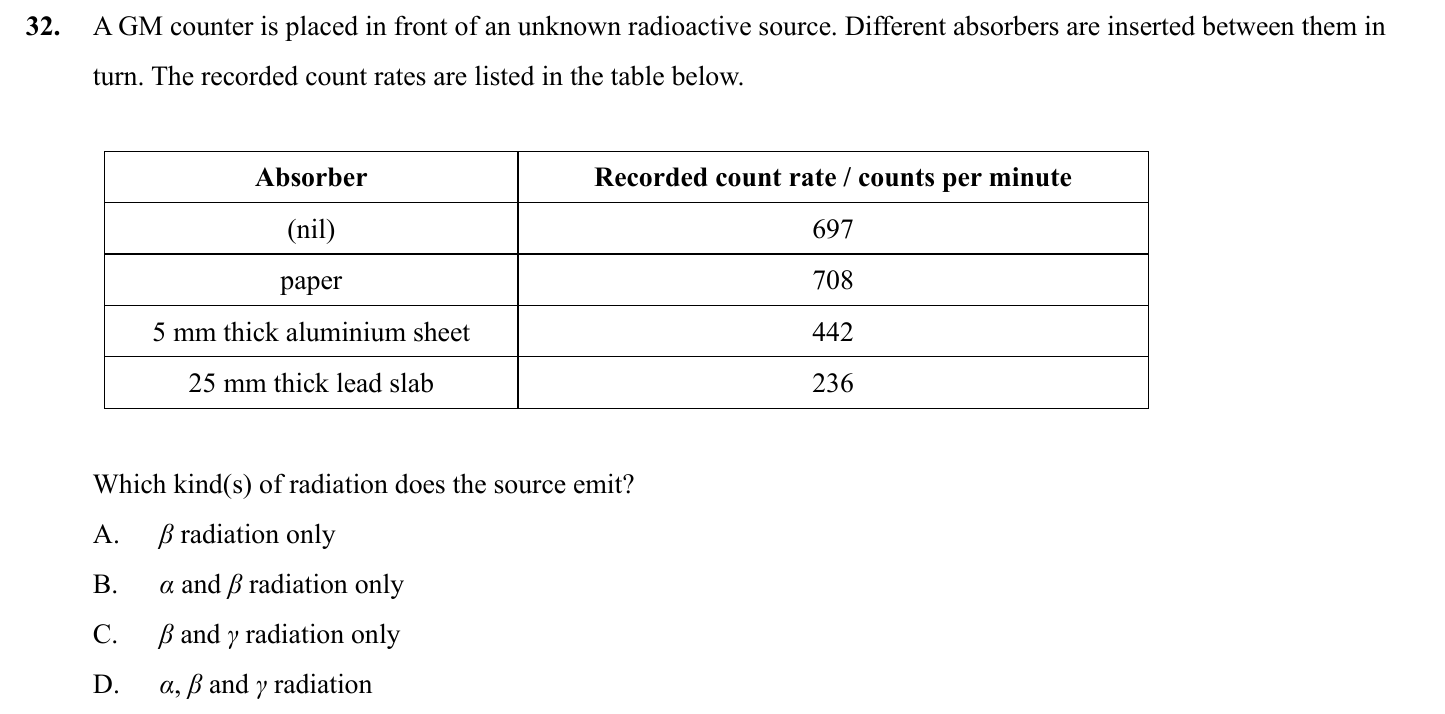 32. A GM counter is placed in front of an unknown radioactive source. Different absorbers are inserted between them in
turn. The recorded count rates are listed in the table below.
Absorber Recorded count rate / counts per minute
(nil) 697
paper 708
5 mm thick aluminium sheet 442
25 mm thick lead slab 236
Which kind(s) of radiation does the source emit?
A. β radiation only
B. α and β radiation only
C. β and γ radiation only
D. α, β and γ radiation